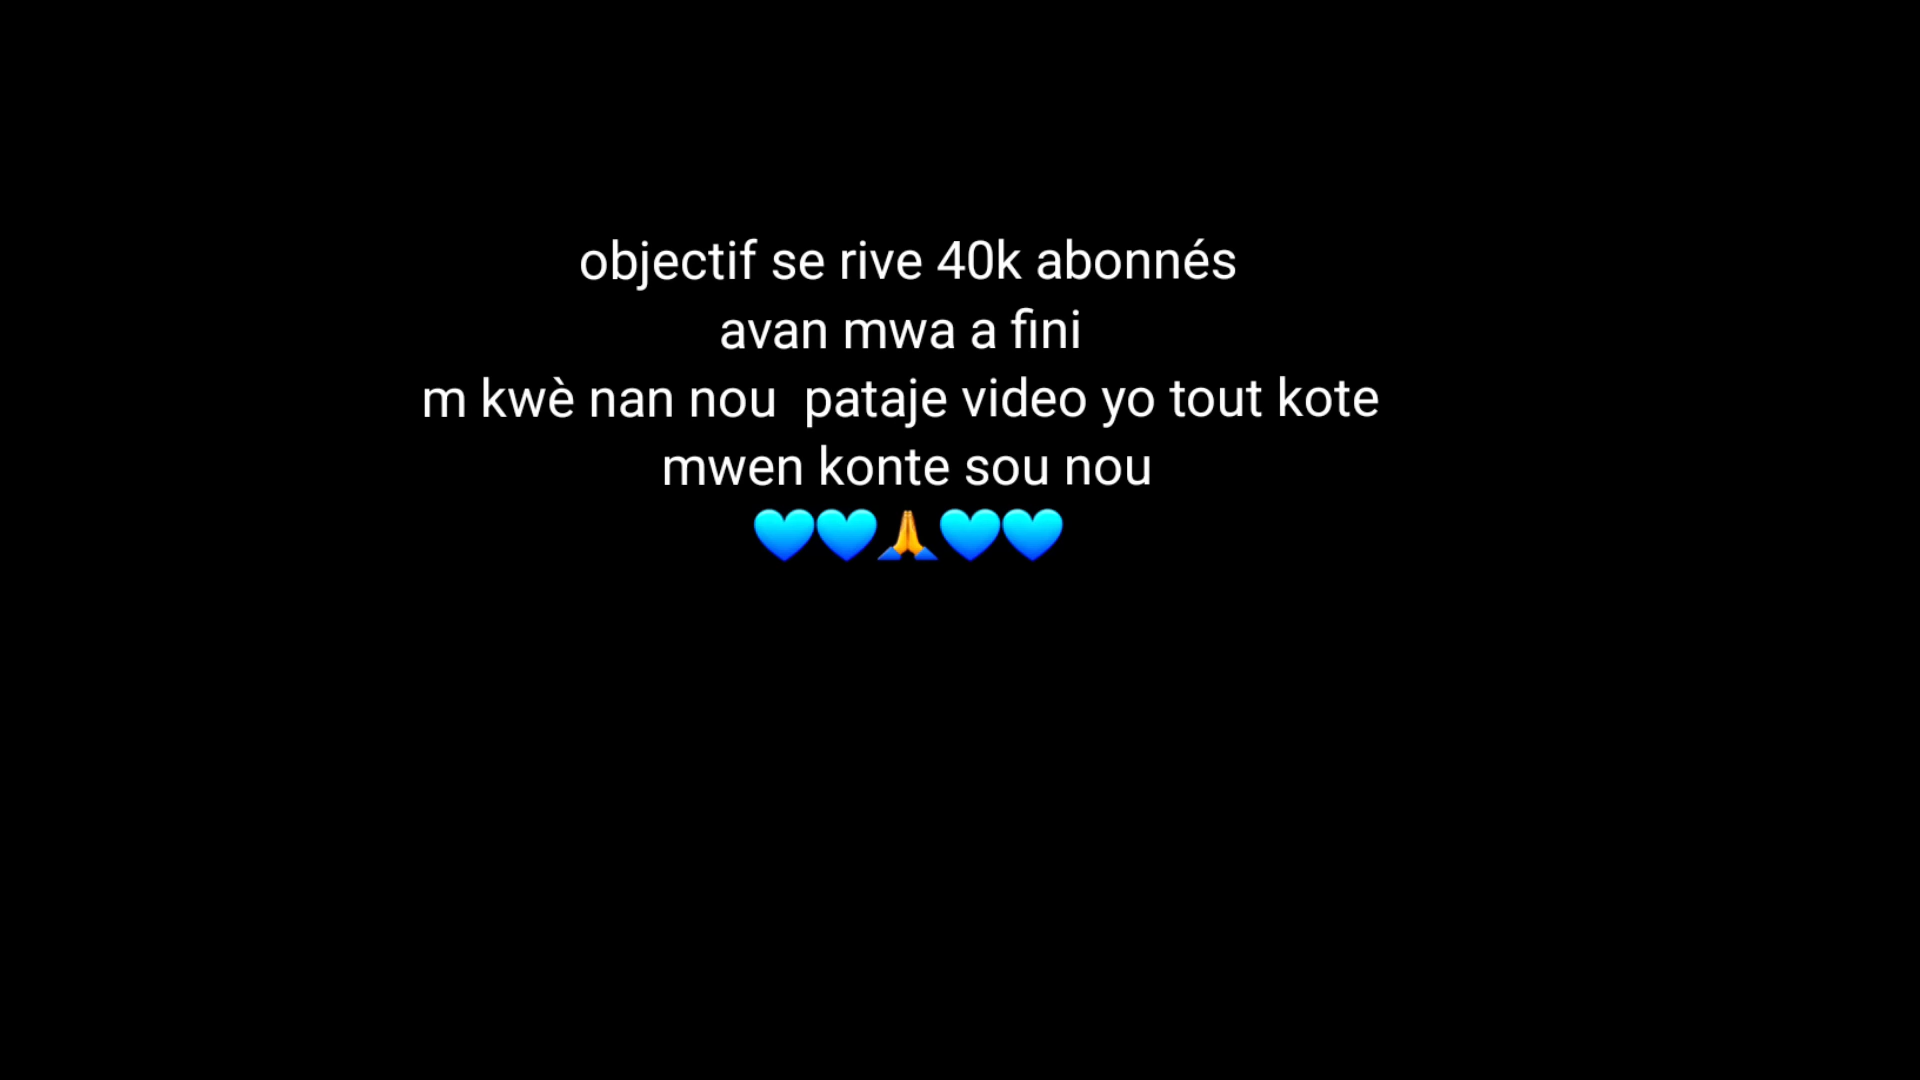 objectif se rive 40k abonnés
avan mwa a fini
m kwè nan nou  pataje video yo tout kote
mwen konte sou nou
💙💙🙏💙💙